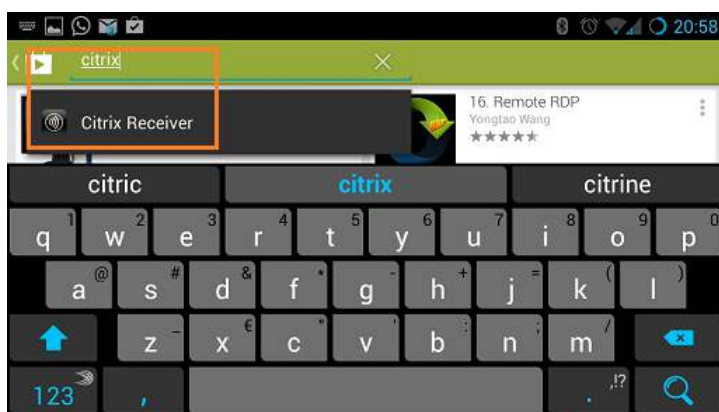 20:58
citrix
Citrix Receiver
16. Remote RDP
Yongtao Wang
citric citrix citrine
1 2 3 4 5 6 7 8 9 0
q w e r t y u i o p
@ # & * - + = ( )
a s d f g h j k l
_ € " ' : ; /
z x c v b n m
123 , . ,!?